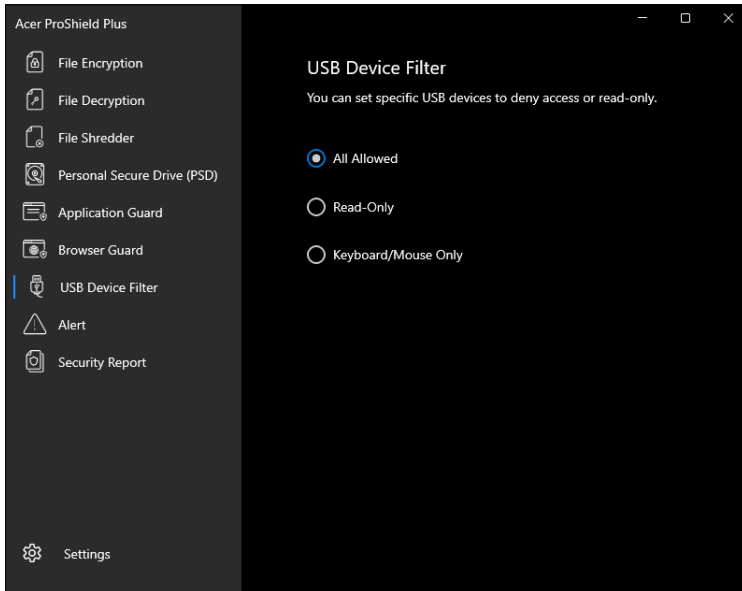 Acer ProShield Plus
File Encryption
File Decryption
File Shredder
Personal Secure Drive (PSD)
Application Guard
Browser Guard
USB Device Filter
Alert
Security Report
Settings
USB Device Filter
You can set specific USB devices to deny access or read-only.
All Allowed
Read-Only
Keyboard/Mouse Only